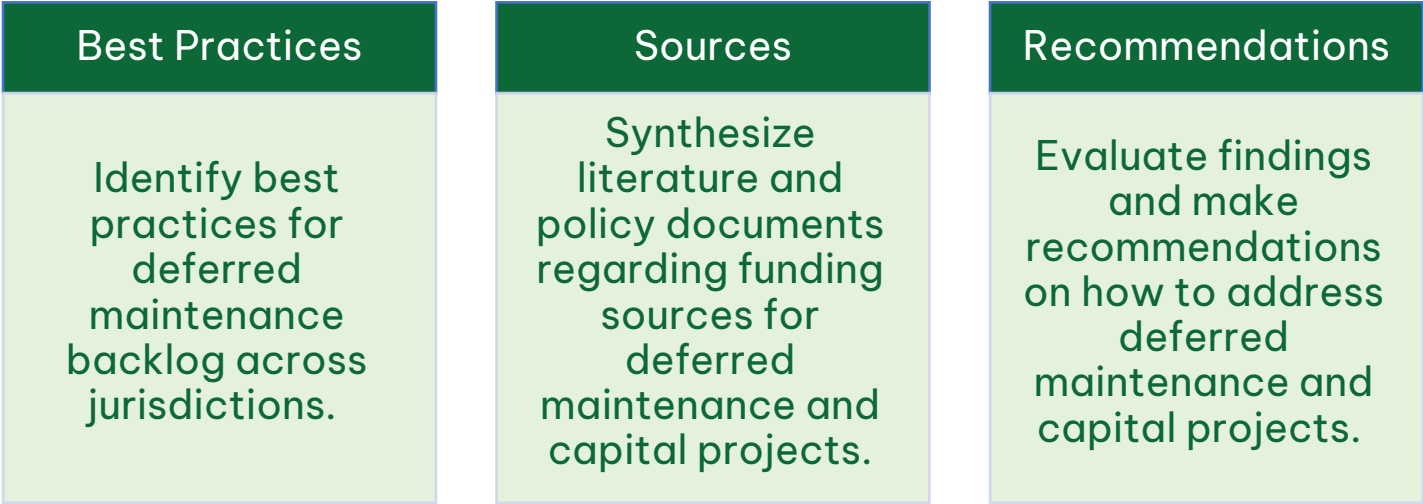 Best Practices
Identify best
practices for
deferred
maintenance
backlog across
jurisdictions.
Sources
Synthesize
literature and
policy documents
regarding funding
sources for
deferred
maintenance and
capital projects.
Recommendations
Evaluate findings
and make
recommendations
on how to address
deferred
maintenance and
capital projects.